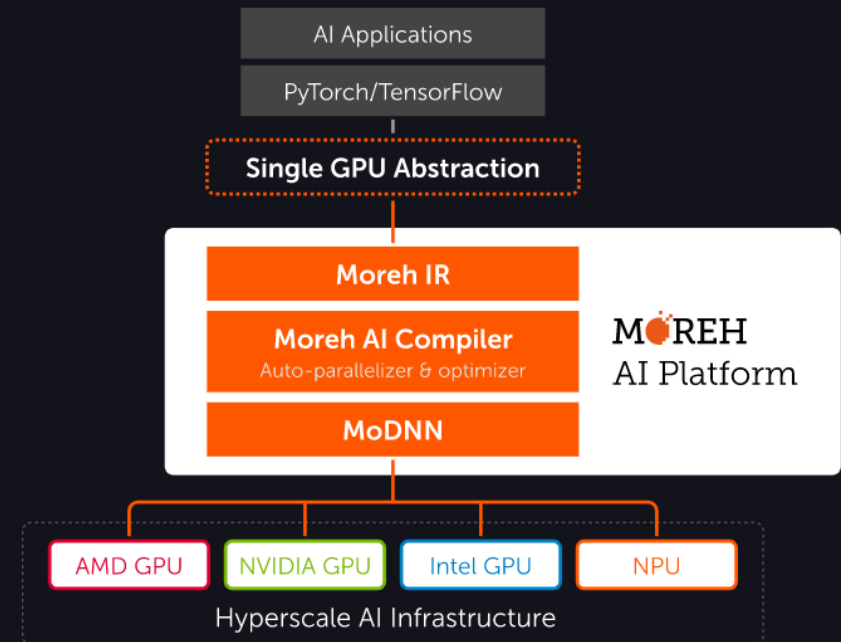 AI Applications
PyTorch/TensorFlow
Single GPU Abstraction
Moreh IR
Moreh AI Compiler
Auto-parallelizer & optimizer
MoDNN
MOREH
AI Platform
AMD GPU
NVIDIA GPU
Intel GPU
NPU
Hyperscale AI Infrastructure